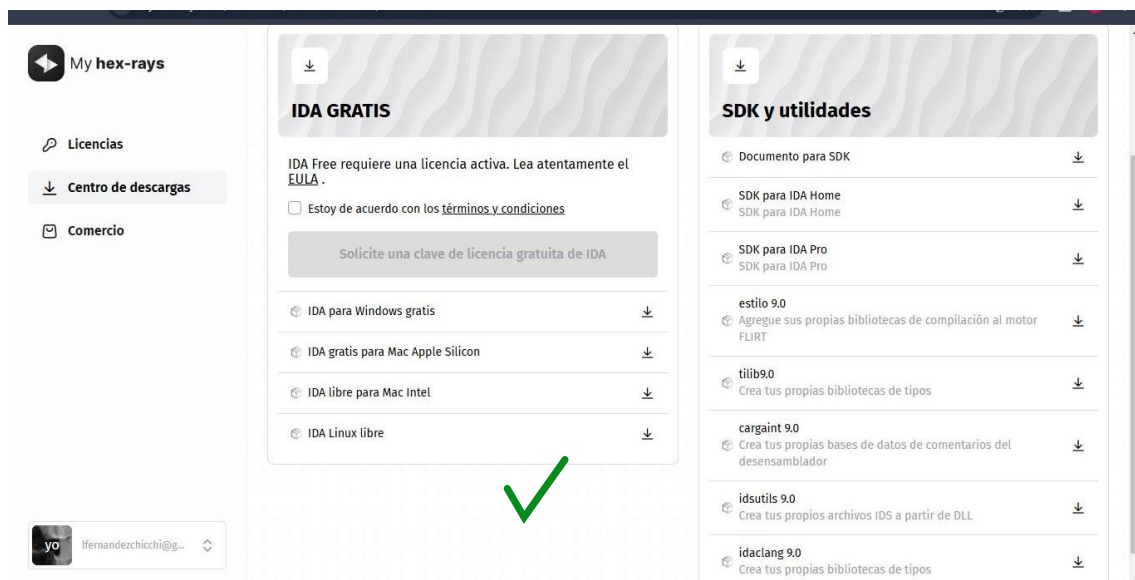 My hex-rays
Licencias
Centro de descargas
Comercio
yo
lfernandezchicchi@g...
IDA GRATIS
IDA Free requiere una licencia activa. Lea atentamente el
EULA .
Estoy de acuerdo con los términos y condiciones
Solicite una clave de licencia gratuita de IDA
IDA para Windows gratis
IDA gratis para Mac Apple Silicon
IDA libre para Mac Intel
IDA Linux libre
SDK y utilidades
Documento para SDK
SDK para IDA Home
SDK para IDA Home
SDK para IDA Pro
SDK para IDA Pro
estilo 9.0
Agregue sus propias bibliotecas de compilación al motor
FLIRT
tilib9.0
Crea tus propias bibliotecas de tipos
cargaint 9.0
Crea tus propias bases de datos de comentarios del
desensamblador
idsutils 9.0
Crea tus propios archivos IDS a partir de DLL
idaclang 9.0
Crea tus propias bibliotecas de tipos